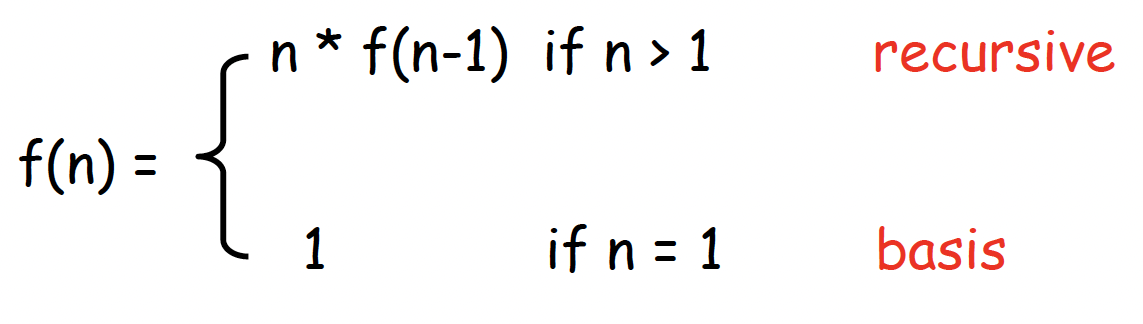 n * f(n-1) if n > 1 recursive
f(n) =
1 if n = 1 basis